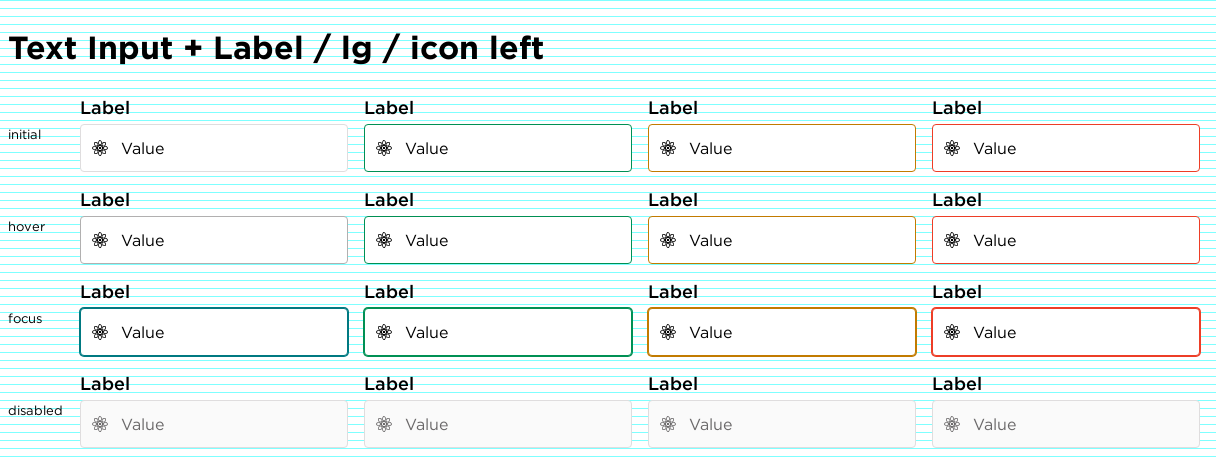 Text Input + Label / lg / icon left
Label Label Label Label
initial Value Value Value Value
Label Label Label Label
hover Value Value Value Value
Label Label Label Label
focus Value Value Value Value
Label Label Label Label
disabled Value Value Value Value